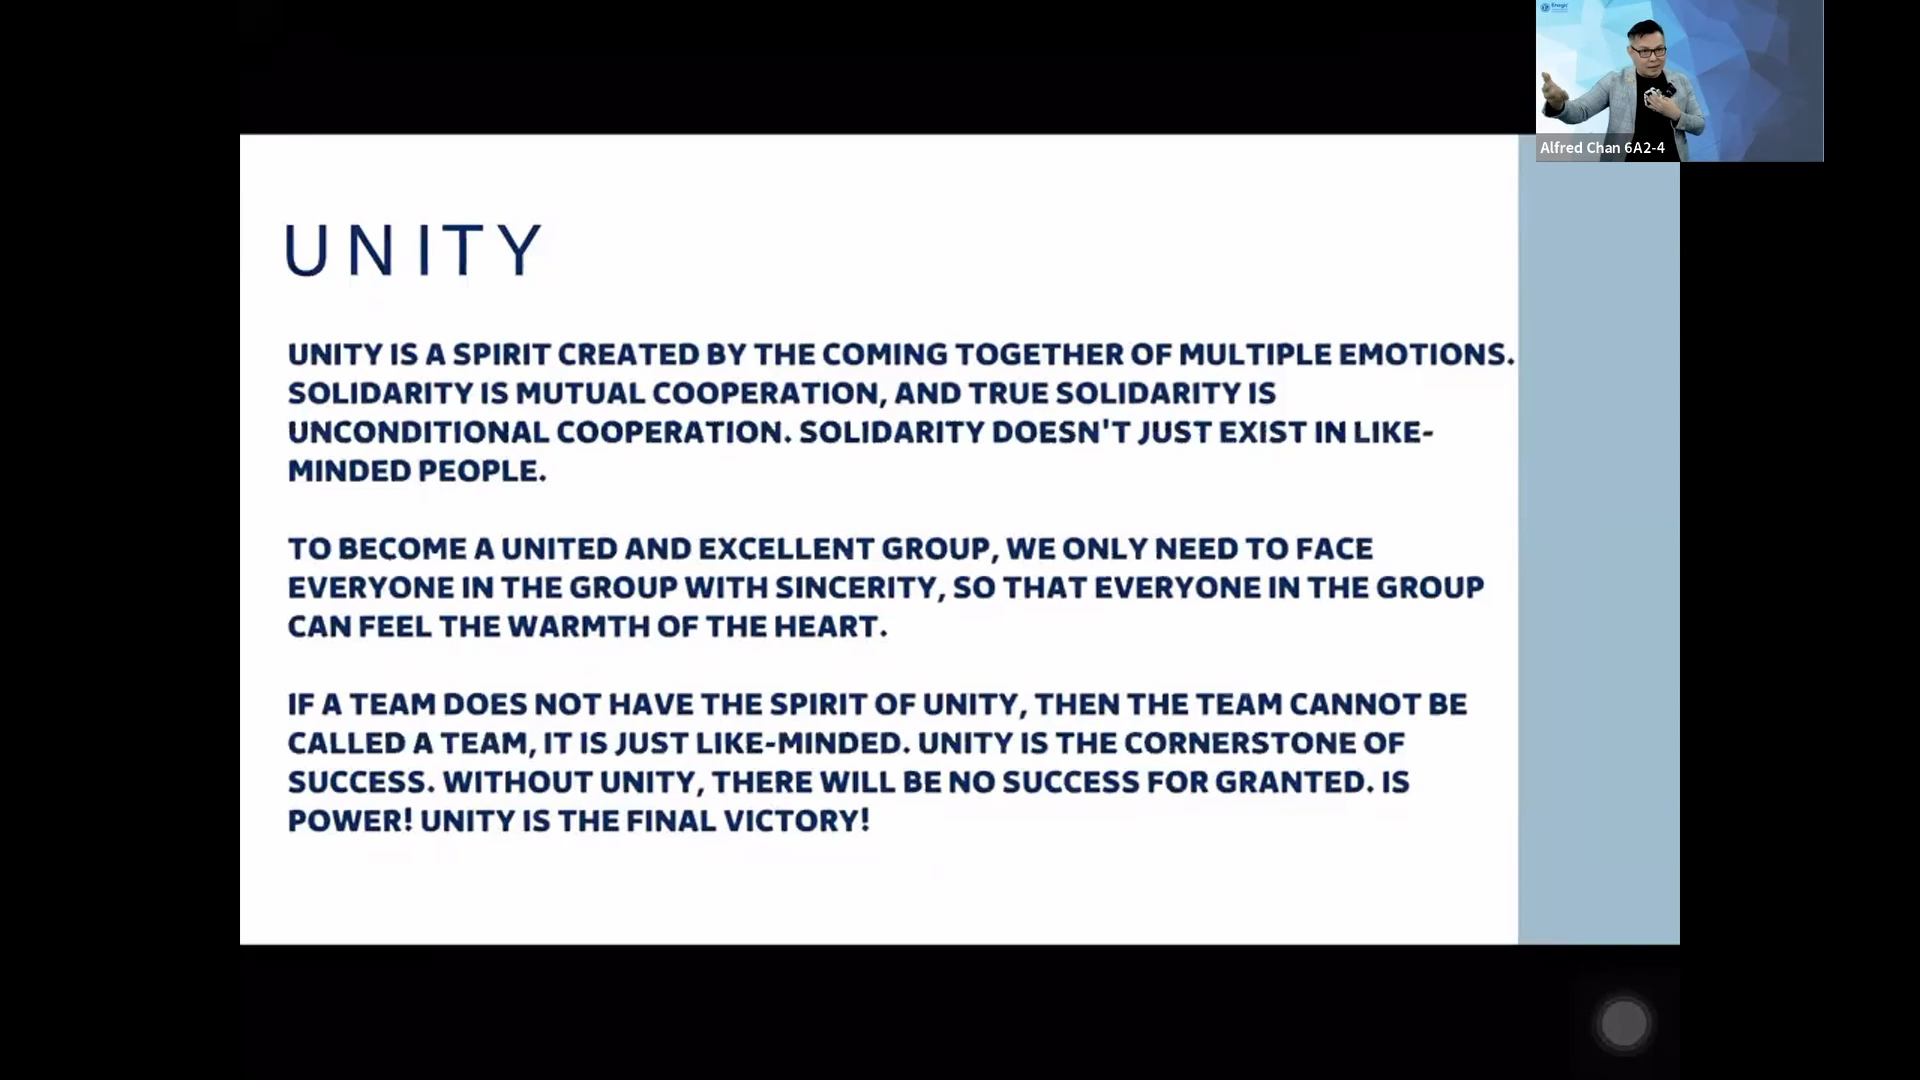 Enagic
Alfred Chan 6A2-4
UNITY
UNITY IS A SPIRIT CREATED BY THE COMING TOGETHER OF MULTIPLE EMOTIONS.
SOLIDARITY IS MUTUAL COOPERATION, AND TRUE SOLIDARITY IS
UNCONDITIONAL COOPERATION. SOLIDARITY DOESN'T JUST EXIST IN LIKE-
MINDED PEOPLE.
TO BECOME A UNITED AND EXCELLENT GROUP, WE ONLY NEED TO FACE
EVERYONE IN THE GROUP WITH SINCERITY, SO THAT EVERYONE IN THE GROUP
CAN FEEL THE WARMTH OF THE HEART.
IF A TEAM DOES NOT HAVE THE SPIRIT OF UNITY, THEN THE TEAM CANNOT BE
CALLED A TEAM, IT IS JUST LIKE-MINDED. UNITY IS THE CORNERSTONE OF
SUCCESS. WITHOUT UNITY, THERE WILL BE NO SUCCESS FOR GRANTED. IS
POWER! UNITY IS THE FINAL VICTORY!